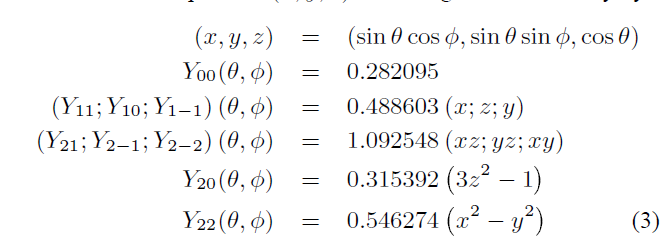 (x, y, z) = (sin θ cos ϕ, sin θ sin ϕ, cos θ)
Y₀₀(θ, ϕ) = 0.282095
(Y₁₁; Y₁₀; Y₁₋₁) (θ, ϕ) = 0.488603 (x; z; y)
(Y₂₁; Y₂₋₁; Y₂₋₂) (θ, ϕ) = 1.092548 (xz; yz; xy)
Y₂₀(θ, ϕ) = 0.315392 (3z² − 1)
Y₂₂(θ, ϕ) = 0.546274 (x² − y²) (3)